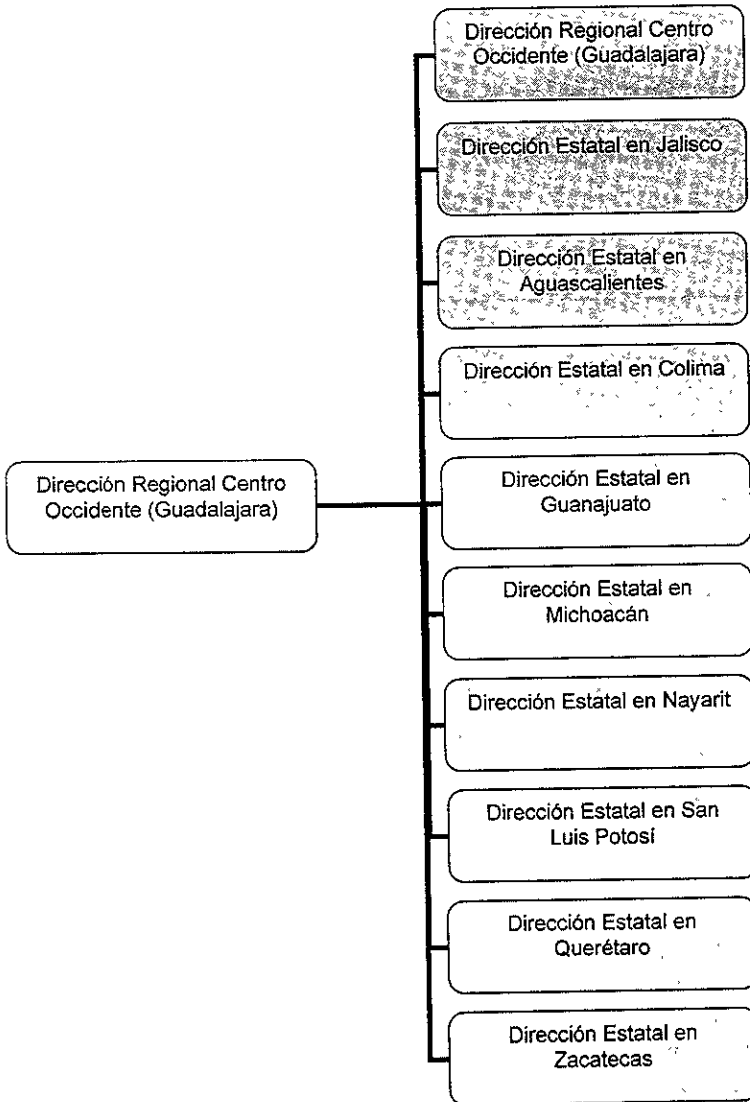 Dirección Regional Centro
Occidente (Guadalajara)
Dirección Regional Centro
Occidente (Guadalajara)
Dirección Estatal en Jalisco
Dirección Estatal en
Aguascalientes
Dirección Estatal en Colima
Dirección Estatal en
Guanajuato
Dirección Estatal en
Michoacán
Dirección Estatal en Nayarit
Dirección Estatal en San
Luis Potosí
Dirección Estatal en
Querétaro
Dirección Estatal en
Zacatecas